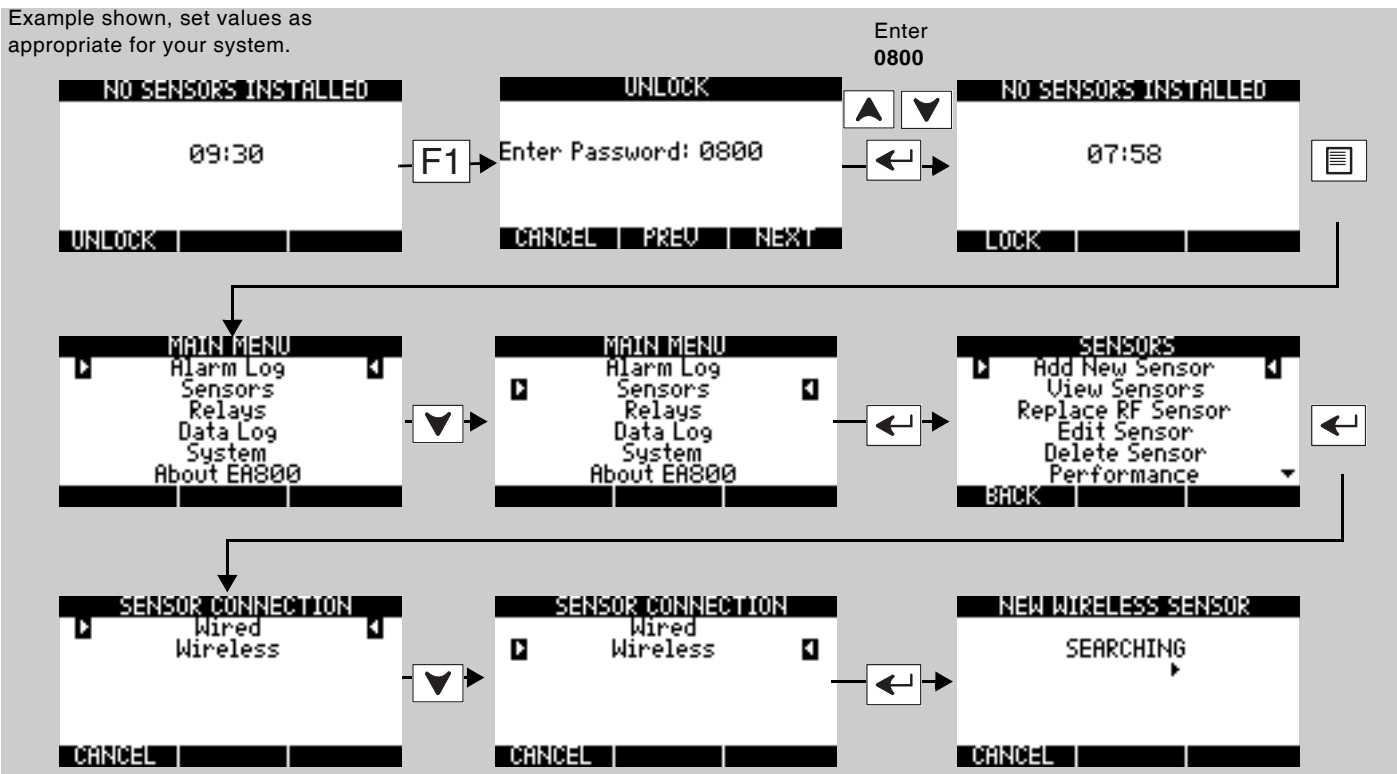 Example shown, set values as
appropriate for your system.
Enter
0800
NO SENSORS INSTALLED
09:30
UNLOCK
F1
UNLOCK
Enter Password: 0800
CANCEL PREV NEXT
NO SENSORS INSTALLED
07:58
LOCK
MAIN MENU
Alarm Log
Sensors
Relays
Data Log
System
About EA800
MAIN MENU
Alarm Log
Sensors
Relays
Data Log
System
About EA800
SENSORS
Add New Sensor
View Sensors
Replace RF Sensor
Edit Sensor
Delete Sensor
Performance
BACK
SENSOR CONNECTION
Wired
Wireless
CANCEL
SENSOR CONNECTION
Wired
Wireless
CANCEL
NEW WIRELESS SENSOR
SEARCHING
CANCEL